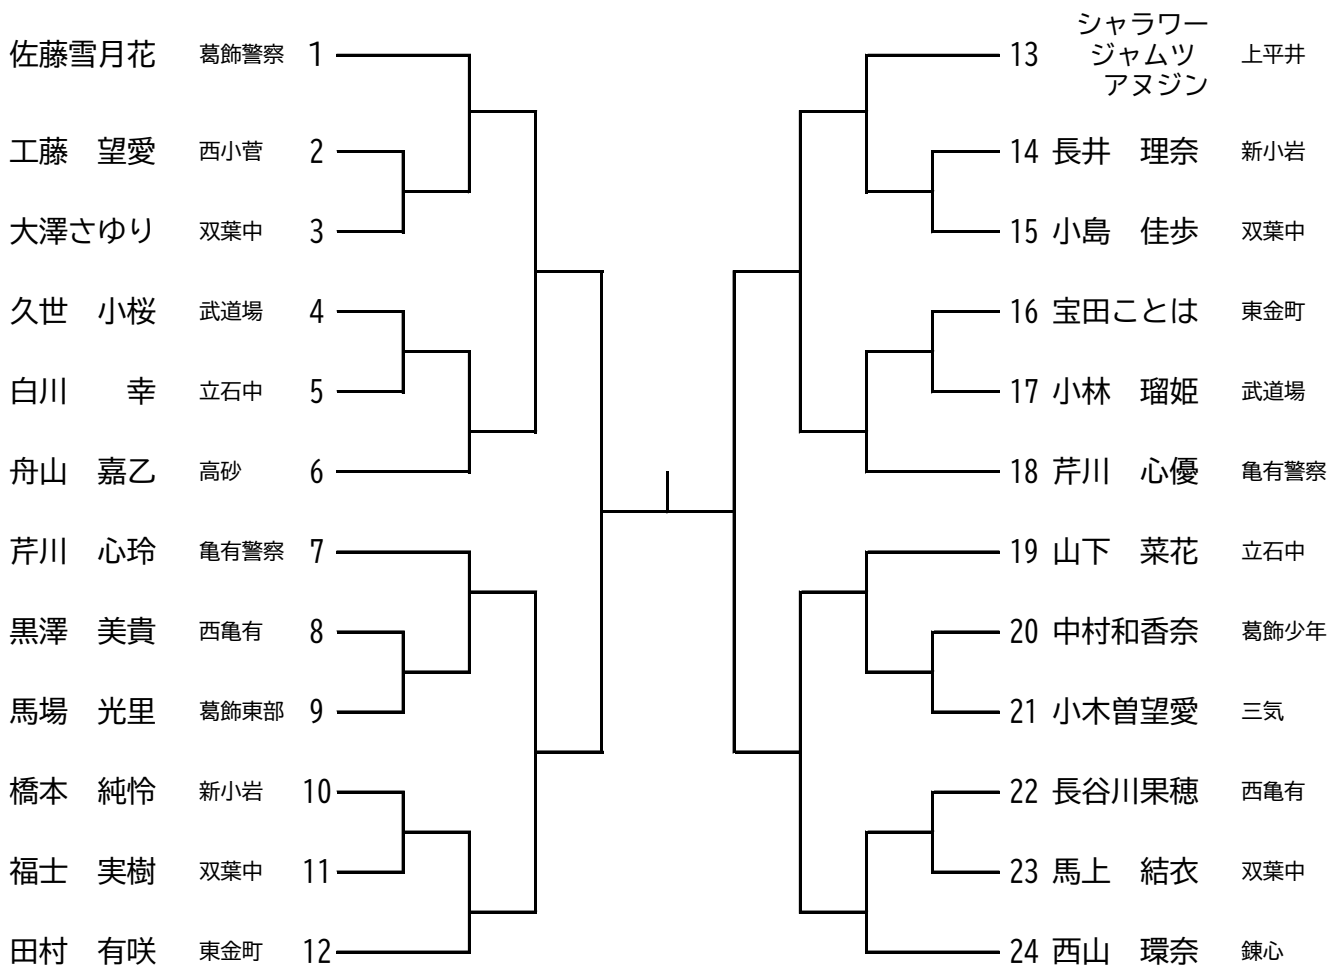 佐藤雪月花 葛飾警察 1
工藤　望愛 西小菅 2
大澤さゆり 双葉中 3
久世　小桜 武道場 4
白川　　幸 立石中 5
舟山　嘉乙 高砂 6
芹川　心玲 亀有警察 7
黒澤　美貴 西亀有 8
馬場　光里 葛飾東部 9
橋本　純怜 新小岩 10
福士　実樹 双葉中 11
田村　有咲 東金町 12
シャラワー
13 ジャムツ 上平井
アヌジン
14 長井　理奈 新小岩
15 小島　佳歩 双葉中
16 宝田ことは 東金町
17 小林　瑠姫 武道場
18 芹川　心優 亀有警察
19 山下　菜花 立石中
20 中村和香奈 葛飾少年
21 小木曽望愛 三気
22 長谷川果穂 西亀有
23 馬上　結衣 双葉中
24 西山　環奈 錬心